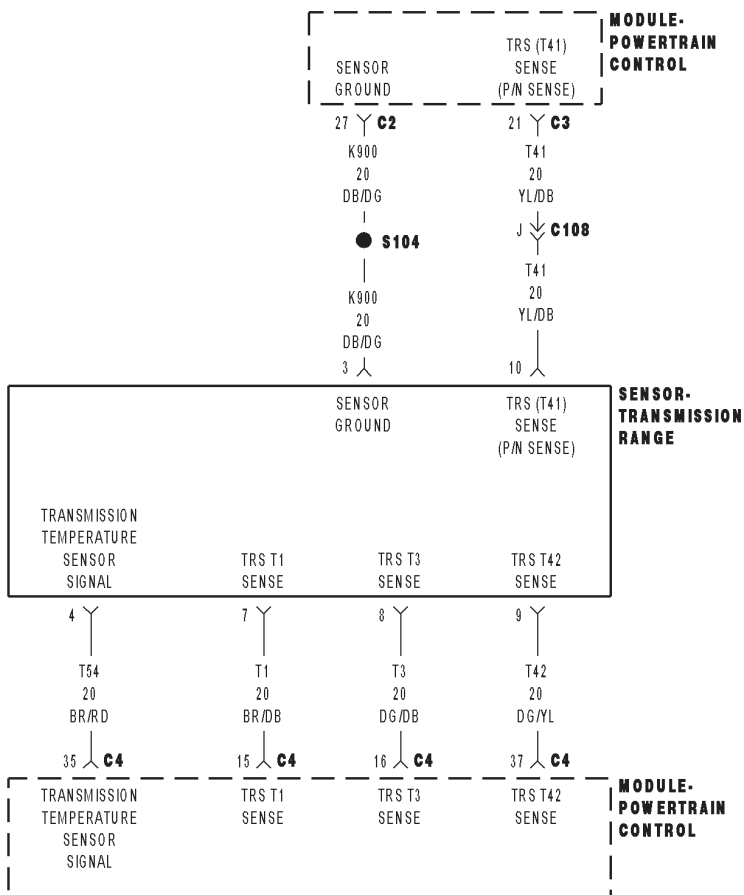 MODULE-
POWERTRAIN
CONTROL
SENSOR
GROUND
TRS (T41)
SENSE
(P/N SENSE)
27 C2
21 C3
K900
20
DB/DG
T41
20
YL/DB
S104
J C108
K900
20
DB/DG
T41
20
YL/DB
3
10
SENSOR-
TRANSMISSION
RANGE
SENSOR
GROUND
TRS (T41)
SENSE
(P/N SENSE)
TRANSMISSION
TEMPERATURE
SENSOR
SIGNAL
TRS T1
SENSE
TRS T3
SENSE
TRS T42
SENSE
4
7
8
9
T54
20
BR/RD
T1
20
BR/DB
T3
20
DG/DB
T42
20
DG/YL
35 C4
15 C4
16 C4
37 C4
MODULE-
POWERTRAIN
CONTROL
TRANSMISSION
TEMPERATURE
SENSOR
SIGNAL
TRS T1
SENSE
TRS T3
SENSE
TRS T42
SENSE